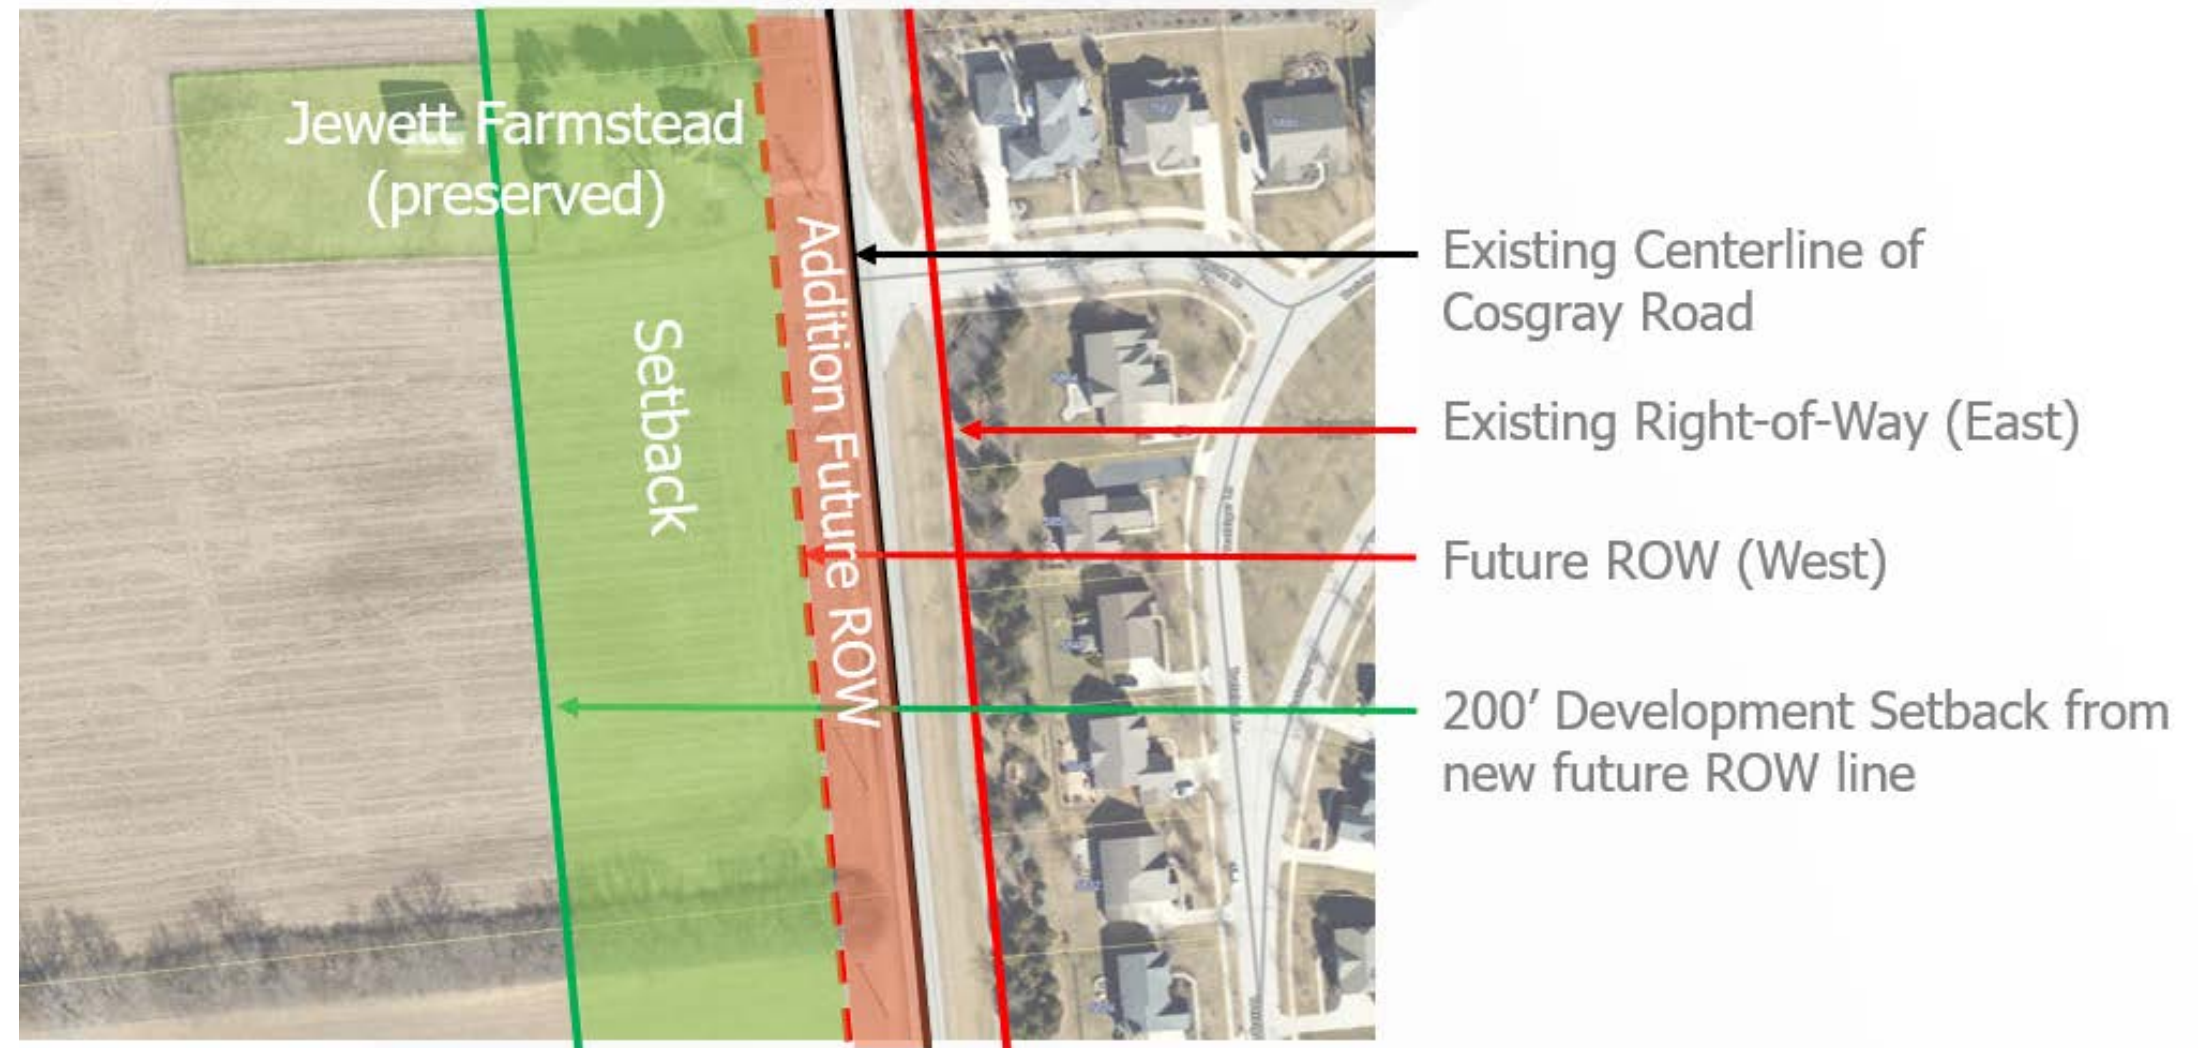 Jewett Farmstead
(preserved)
Setback
Addition Future ROW
Existing Centerline of
Cosgray Road
Existing Right-of-Way (East)
Future ROW (West)
200’ Development Setback from
new future ROW line